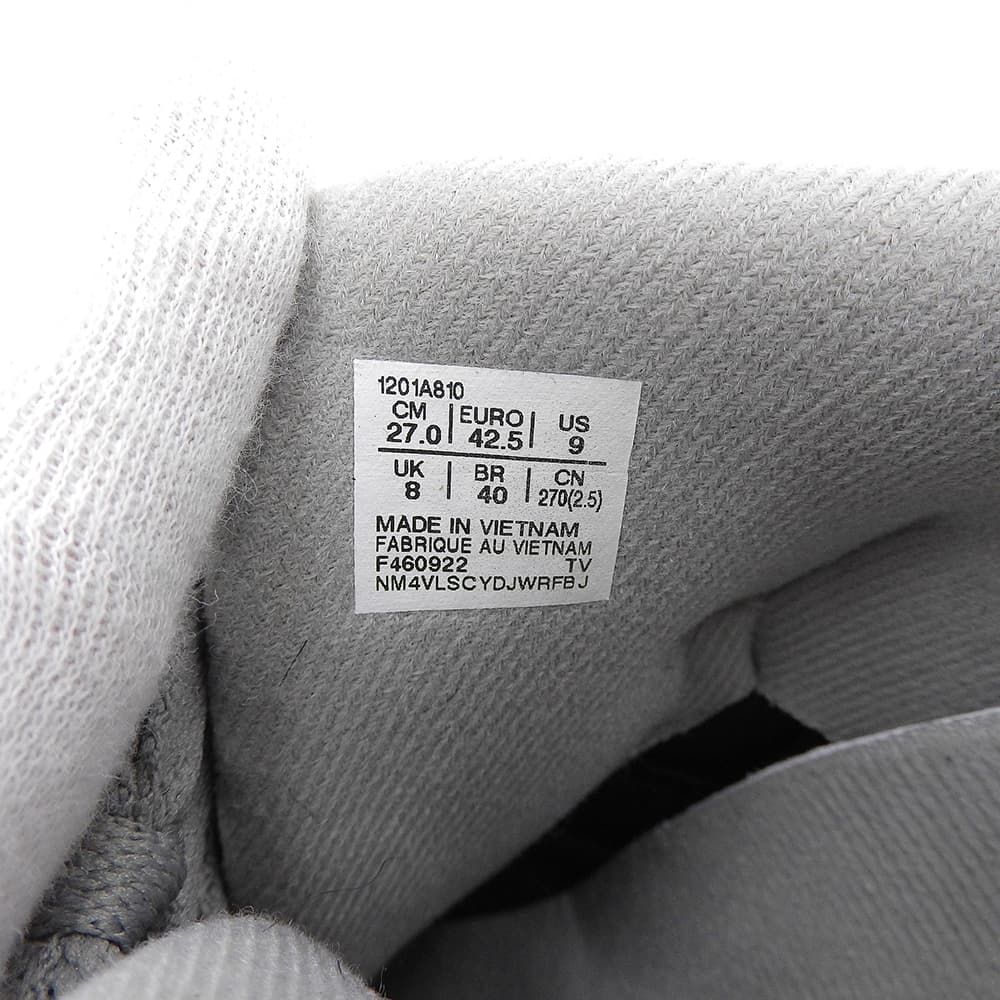 1201A810
CM | EURO | US
27.0 | 42.5 | 9
UK | BR | CN
8 | 40 | 270(2.5)
MADE IN VIETNAM
FABRIQUE AU VIETNAM
F460922 TV
NM4VLSCYDJWRFBJ